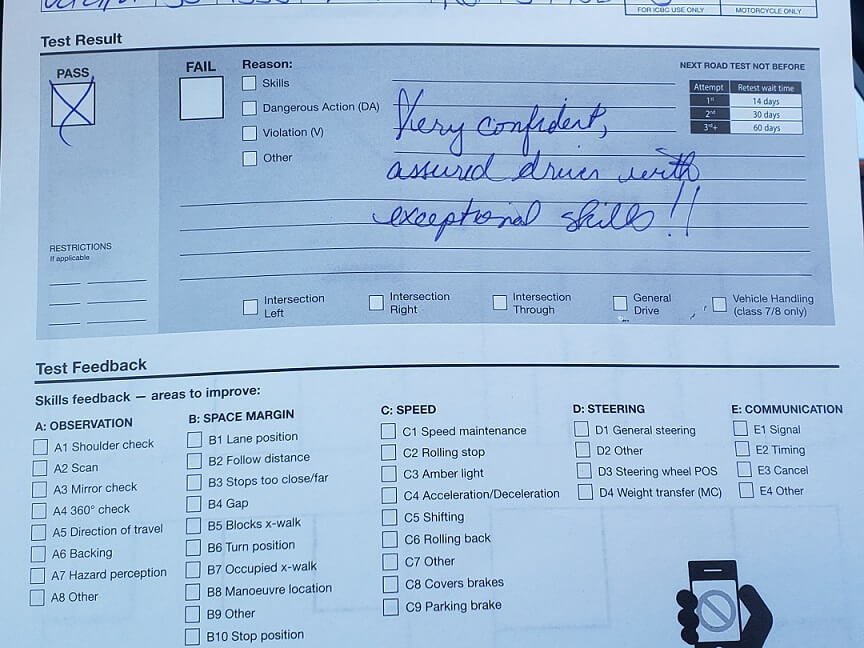 FOR ICBC USE ONLY MOTORCYCLE ONLY
Test Result
PASS
FAIL
Reason:
Skills
Dangerous Action (DA)
Violation (V)
Other
Very confident,
assured driver with
exceptional skills!!
NEXT ROAD TEST NOT BEFORE
Attempt Retest wait time
1st 14 days
2nd 30 days
3rd+ 60 days
RESTRICTIONS
If applicable
Intersection Left
Intersection Right
Intersection Through
General Drive
Vehicle Handling (class 7/8 only)
Test Feedback
Skills feedback — areas to improve:
A: OBSERVATION
A1 Shoulder check
A2 Scan
A3 Mirror check
A4 360° check
A5 Direction of travel
A6 Backing
A7 Hazard perception
A8 Other
B: SPACE MARGIN
B1 Lane position
B2 Follow distance
B3 Stops too close/far
B4 Gap
B5 Blocks x-walk
B6 Turn position
B7 Occupied x-walk
B8 Manoeuvre location
B9 Other
B10 Stop position
C: SPEED
C1 Speed maintenance
C2 Rolling stop
C3 Amber light
C4 Acceleration/Deceleration
C5 Shifting
C6 Rolling back
C7 Other
C8 Covers brakes
C9 Parking brake
D: STEERING
D1 General steering
D2 Other
D3 Steering wheel POS
D4 Weight transfer (MC)
E: COMMUNICATION
E1 Signal
E2 Timing
E3 Cancel
E4 Other